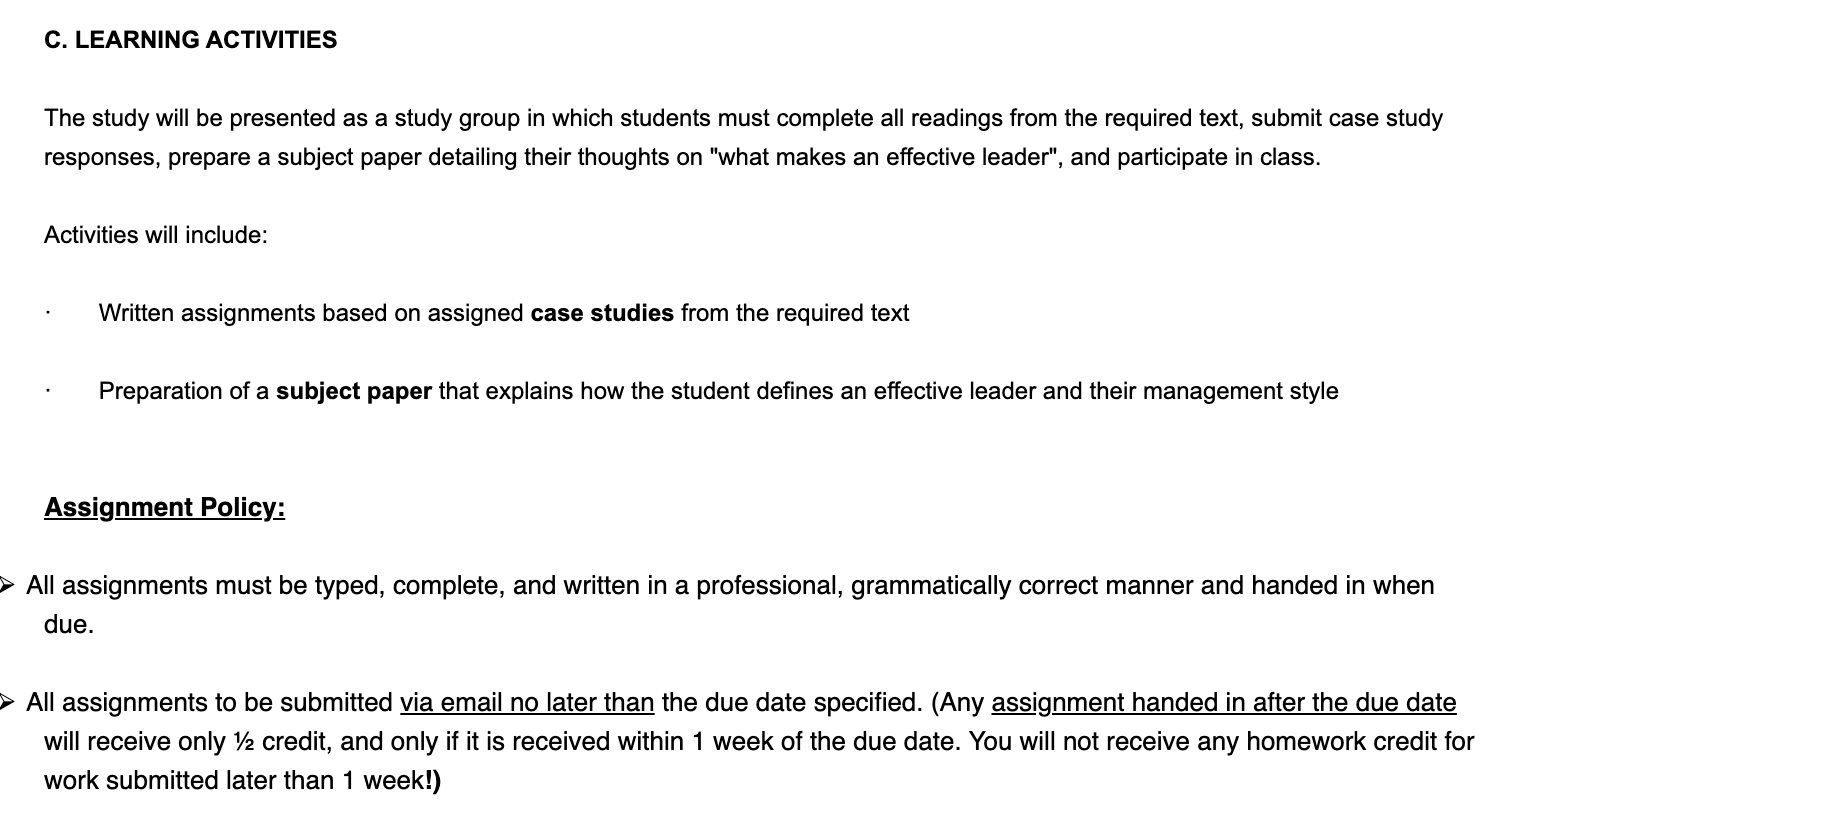 C. LEARNING ACTIVITIES
The study will be presented as a study group in which students must complete all readings from the required text, submit case study
responses, prepare a subject paper detailing their thoughts on "what makes an effective leader", and participate in class.
Activities will include:
· Written assignments based on assigned case studies from the required text
· Preparation of a subject paper that explains how the student defines an effective leader and their management style
Assignment Policy:
➢ All assignments must be typed, complete, and written in a professional, grammatically correct manner and handed in when
due.
➢ All assignments to be submitted via email no later than the due date specified. (Any assignment handed in after the due date
will receive only ½ credit, and only if it is received within 1 week of the due date. You will not receive any homework credit for
work submitted later than 1 week!)